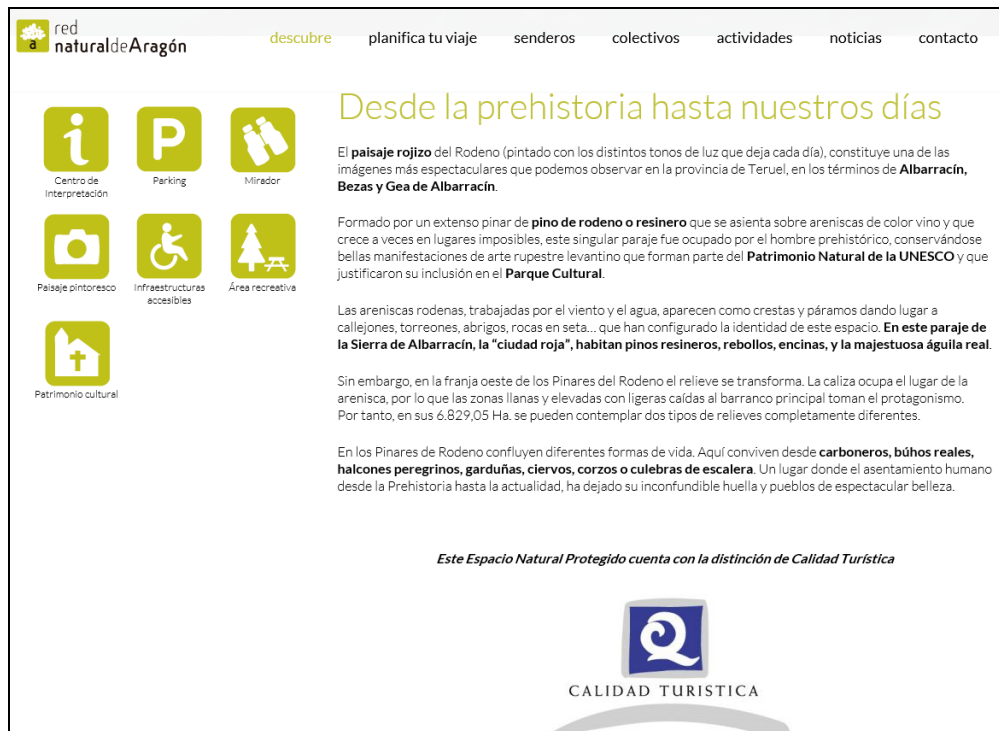 red
naturaldeAragón
a
descubre planifica tu viaje senderos colectivos actividades noticias contacto
Centro de
Interpretación
P
Parking
Mirador
Paisaje pintoresco
Infraestructuras
accesibles
Área recreativa
Patrimonio cultural
Desde la prehistoria hasta nuestros días
El paisaje rojizo del Rodeno (pintado con los distintos tonos de luz que deja cada día), constituye una de las
imágenes más espectaculares que podemos observar en la provincia de Teruel, en los términos de Albarracín,
Bezas y Gea de Albarracín.
Formado por un extenso pinar de pino de rodeno o resinero que se asienta sobre areniscas de color vino y que
crece a veces en lugares imposibles, este singular paraje fue ocupado por el hombre prehistórico, conservándose
bellas manifestaciones de arte rupestre levantino que forman parte del Patrimonio Natural de la UNESCO y que
justificaron su inclusión en el Parque Cultural.
Las areniscas rodenas, trabajadas por el viento y el agua, aparecen como crestas y páramos dando lugar a
callejones, torreones, abrigos, rocas en seta... que han configurado la identidad de este espacio. En este paraje de
la Sierra de Albarracín, la "ciudad roja", habitan pinos resineros, rebollos, encinas, y la majestuosa águila real.
Sin embargo, en la franja oeste de los Pinares del Rodeno el relieve se transforma. La caliza ocupa el lugar de la
arenisca, por lo que las zonas llanas y elevadas con ligeras caídas al barranco principal toman el protagonismo.
Por tanto, en sus 6.829,05 Ha. se pueden contemplar dos tipos de relieves completamente diferentes.
En los Pinares de Rodeno confluyen diferentes formas de vida. Aquí conviven desde carboneros, búhos reales,
halcones peregrinos, garduñas, ciervos, corzos o culebras de escalera. Un lugar donde el asentamiento humano
desde la Prehistoria hasta la actualidad, ha dejado su inconfundible huella y pueblos de espectacular belleza.
Este Espacio Natural Protegido cuenta con la distinción de Calidad Turística
Q
CALIDAD TURISTICA